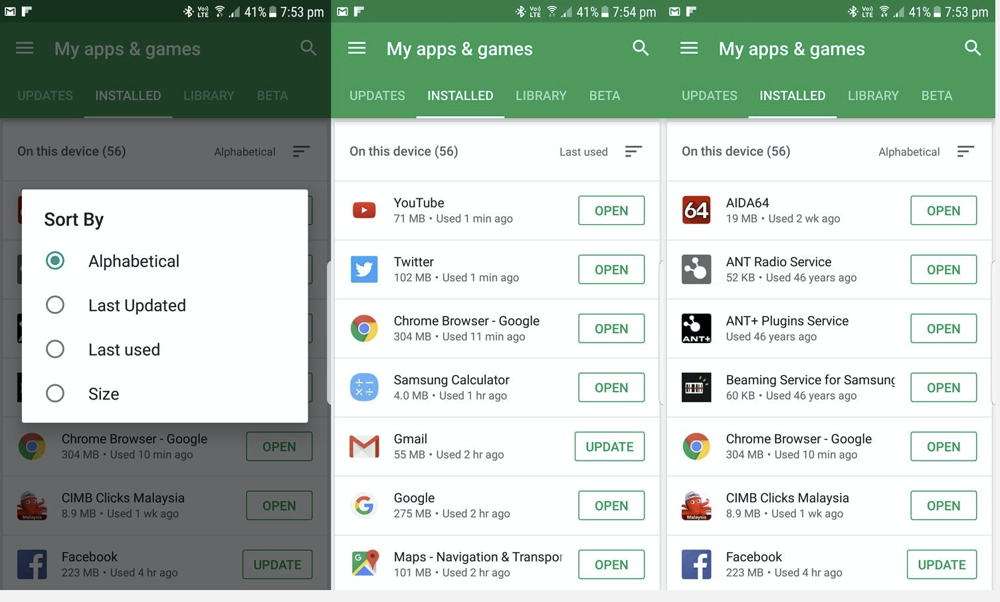 VoLTE 41% 7:53 pm
My apps & games
UPDATES INSTALLED LIBRARY BETA
On this device (56) Alphabetical
Sort By
Alphabetical
Last Updated
Last used
Size
Chrome Browser - Google
304 MB • Used 10 min ago
OPEN
CIMB Clicks Malaysia
8.9 MB • Used 1 wk ago
OPEN
Malaysia
Facebook
223 MB • Used 4 hr ago
UPDATE
VoLTE 41% 7:54 pm
My apps & games
UPDATES INSTALLED LIBRARY BETA
On this device (56) Last used
YouTube
71 MB • Used 1 min ago
OPEN
Twitter
102 MB • Used 1 min ago
OPEN
Chrome Browser - Google
304 MB • Used 11 min ago
OPEN
Samsung Calculator
4.0 MB • Used 1 hr ago
OPEN
Gmail
55 MB • Used 2 hr ago
UPDATE
Google
275 MB • Used 2 hr ago
OPEN
Maps - Navigation & Transpor
101 MB • Used 2 hr ago
OPEN
VoLTE 41% 7:53 pm
My apps & games
UPDATES INSTALLED LIBRARY BETA
On this device (56) Alphabetical
64
AIDA64
19 MB • Used 2 wk ago
OPEN
ANT Radio Service
52 KB • Used 46 years ago
OPEN
ANT+
ANT+ Plugins Service
Used 46 years ago
OPEN
Beaming Service for Samsung
60 KB • Used 46 years ago
OPEN
Chrome Browser - Google
304 MB • Used 10 min ago
OPEN
Malaysia
CIMB Clicks Malaysia
8.9 MB • Used 1 wk ago
OPEN
Facebook
223 MB • Used 4 hr ago
UPDATE